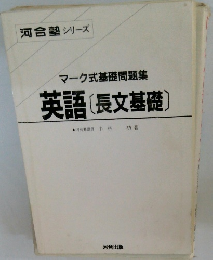 河合塾シリーズ
マーク式基礎問題集
英語〔長文基礎〕
河合出版